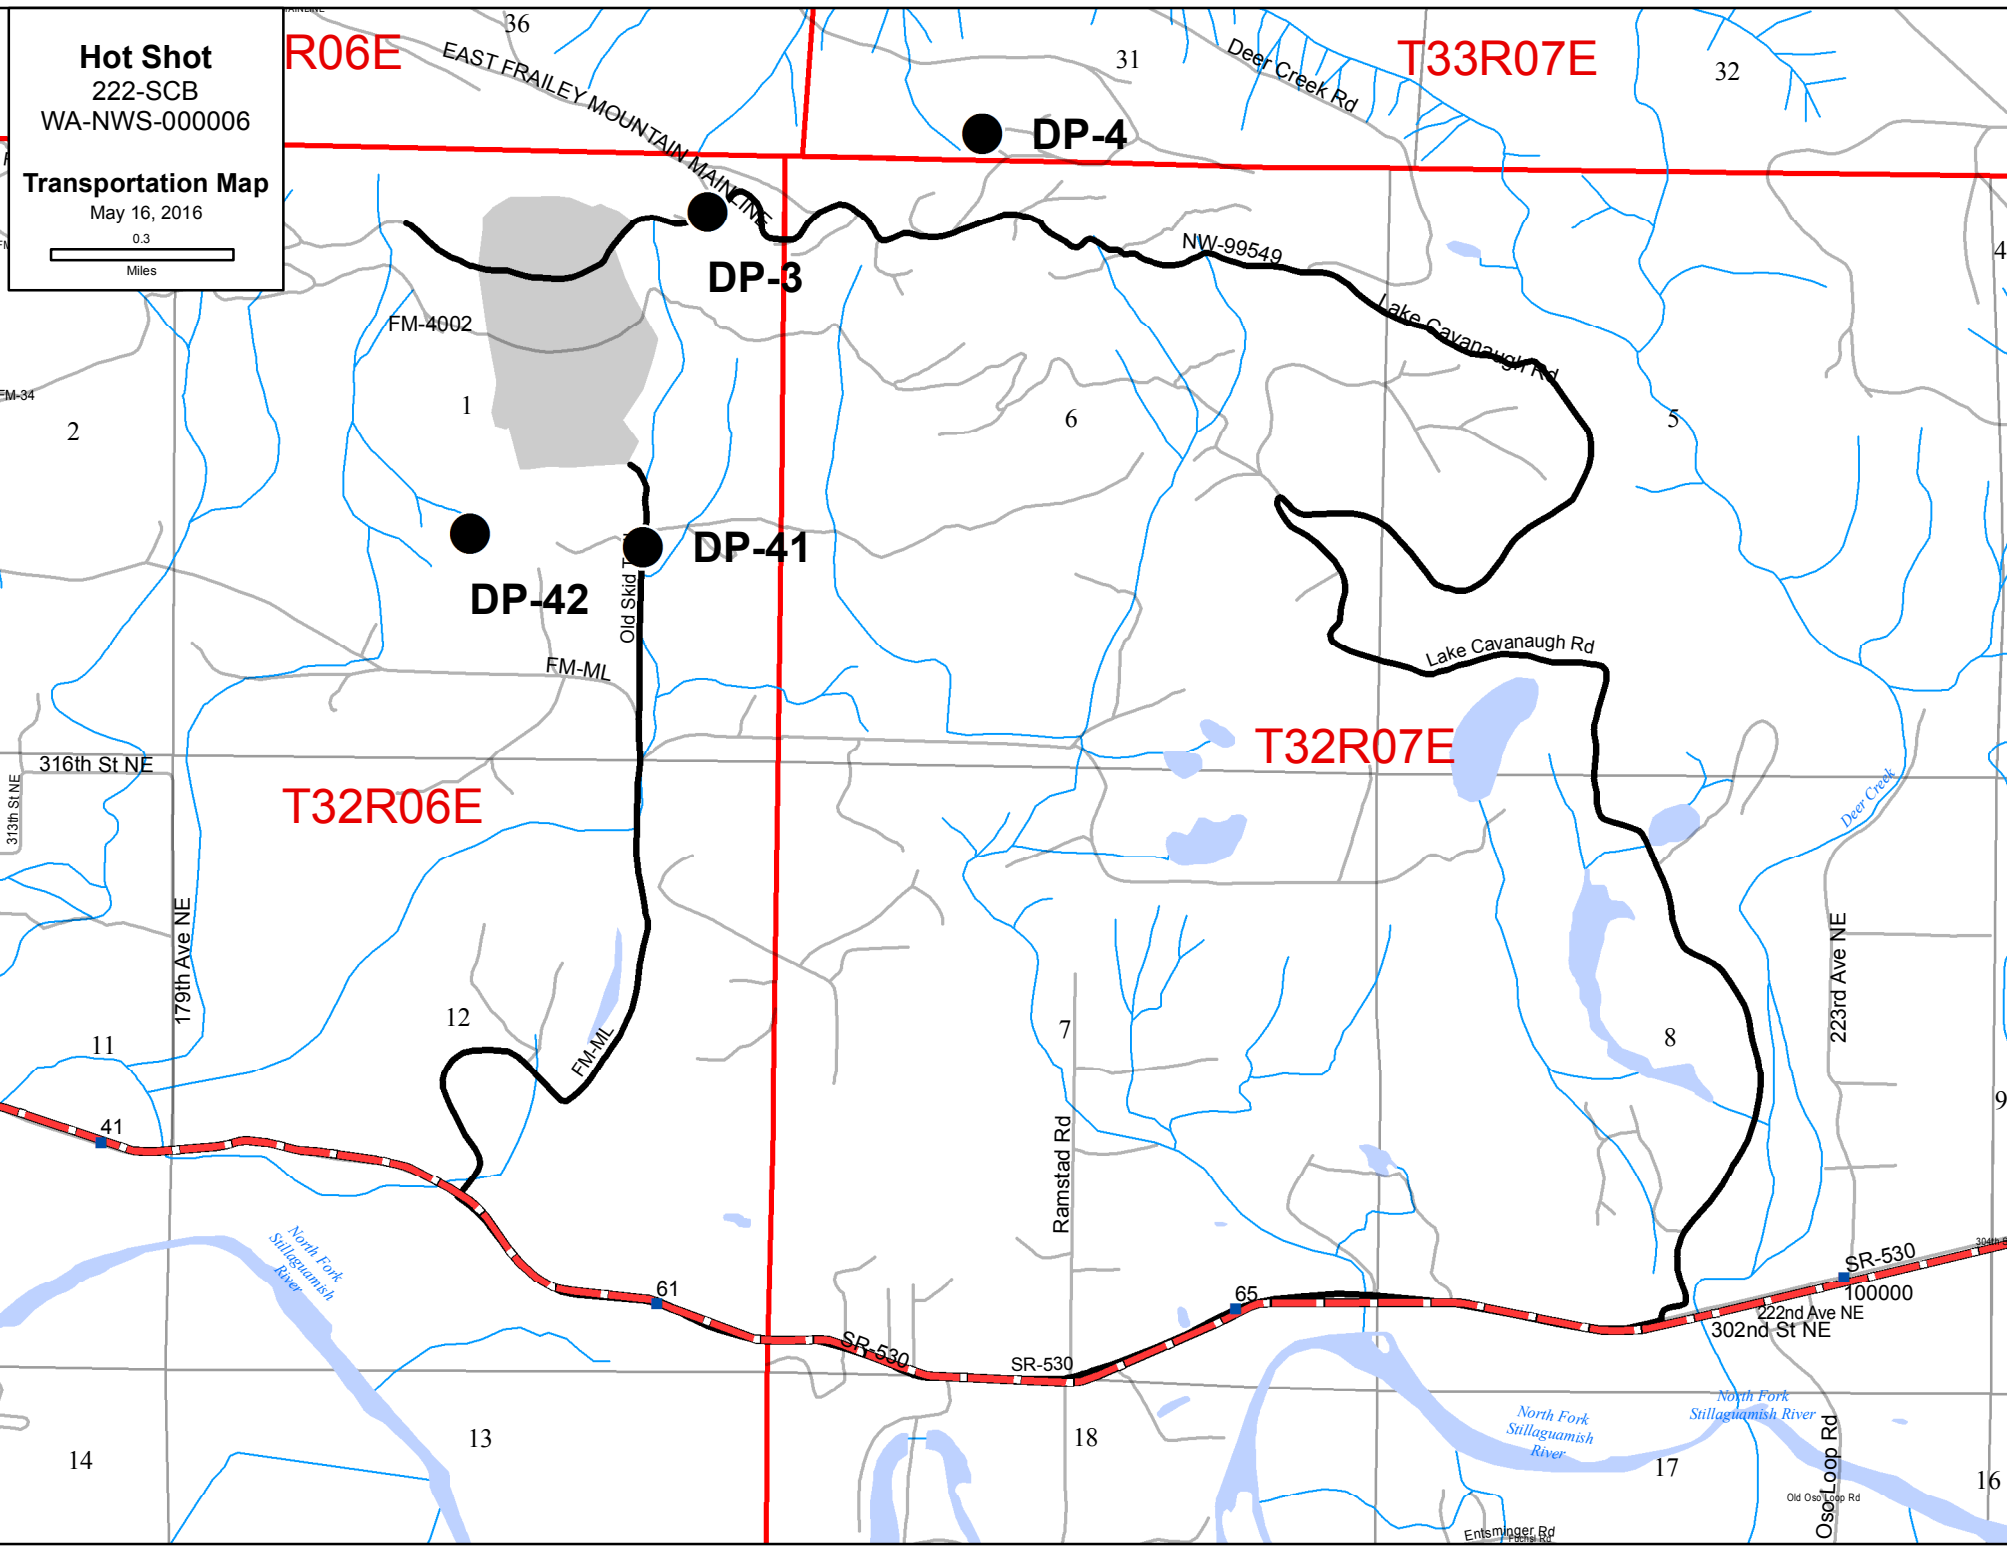 Hot Shot
222-SCB
WA-NWS-000006
Transportation Map
May 16, 2016
0.3
Miles
R06E
36
EAST FRAILEY MOUNTAIN MAINLINE
31
Deer Creek Rd
T33R07E
32
DP-4
DP-3
NW-99549
4
Lake Cavanaugh Rd
FM-4002
FM-34
1
2
6
5
DP-41
DP-42
Old Skid
FM-ML
Lake Cavanaugh Rd
T32R07E
316th St NE
313th St NE
T32R06E
Deer Creek
179th Ave NE
223rd Ave NE
12
11
7
8
FM-ML
9
41
Ramstad Rd
North Fork
Stillaguamish
River
61
65
SR-530
304th S
100000
222nd Ave NE
302nd St NE
SR-530
SR-530
North Fork
Stillaguamish River
North Fork
Stillaguamish
River
13
14
18
17
16
Oso Loop Rd
Old Oso Loop Rd
Entsminger Rd